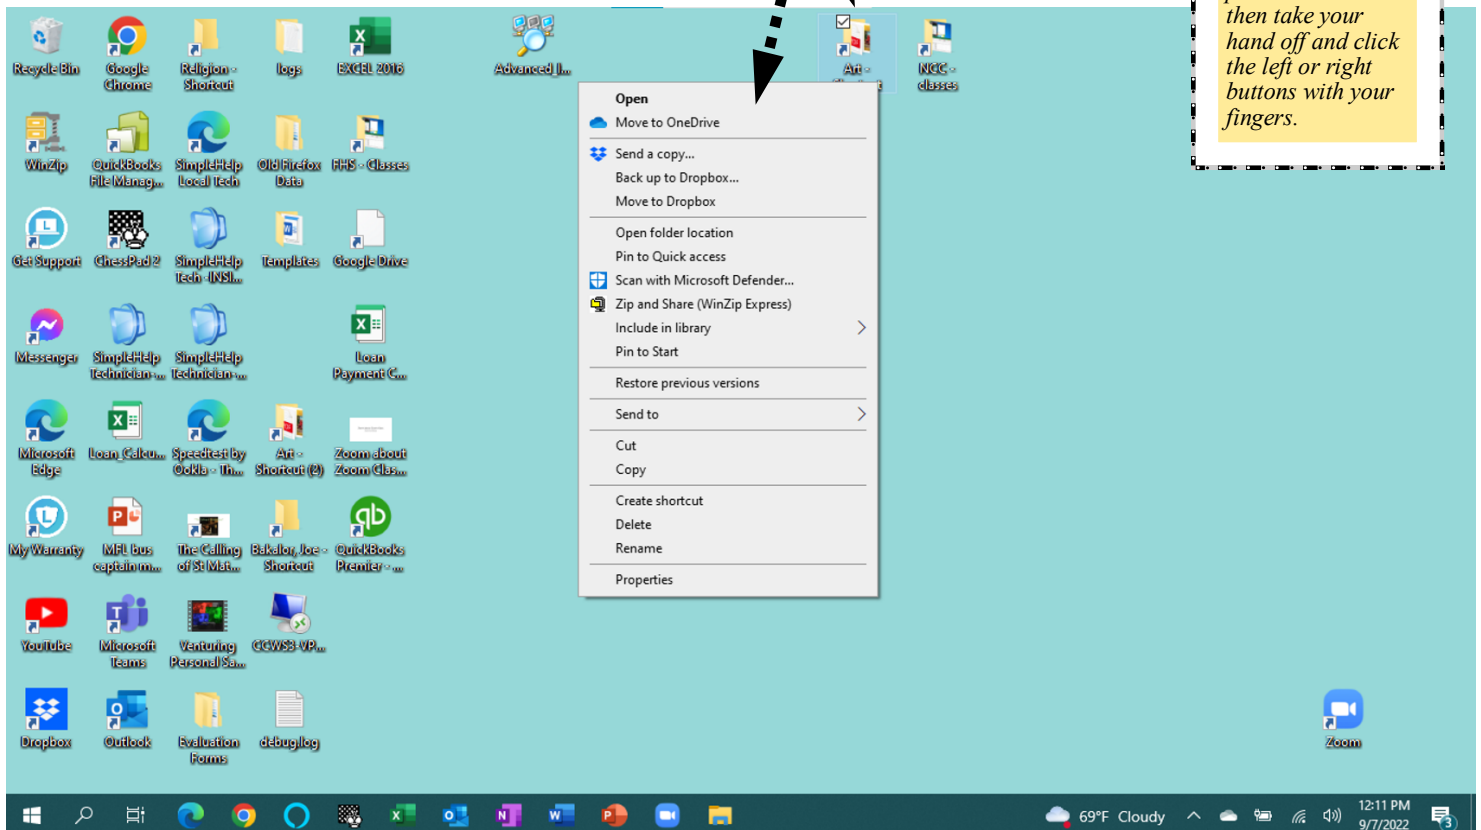 then take your
hand off and click
the left or right
buttons with your
fingers.
Recycle Bin
Google
Chrome
Religion -
Shortcut
logs
EXCEL 2016
Advanced_I...
Art -
Shortcut
NCC -
classes
WinZip
QuickBooks
File Manag...
SimpleHelp
Local Tech
Old Firefox
Data
FHS - Classes
Get Support
ChessPad 2
SimpleHelp
Tech -INSI...
Templates
Google Drive
Messenger
SimpleHelp
Technician-...
SimpleHelp
Technician-...
Loan
Payment C...
Microsoft
Edge
Loan_Calcu...
Speedtest by
Ookla - Th...
Art -
Shortcut (2)
Zoom about
Zoom Clas...
My Warranty
MFL bus
captain m...
The Calling
of St Mat...
Bakalor, Joe -
Shortcut
QuickBooks
Premier - ...
YouTube
Microsoft
Teams
Venturing
Personal Sa...
CCWS3-VP...
Dropbox
Outlook
Evaluation
Forms
debug.log
Zoom
Open
Move to OneDrive
Send a copy...
Back up to Dropbox...
Move to Dropbox
Open folder location
Pin to Quick access
Scan with Microsoft Defender...
Zip and Share (WinZip Express)
Include in library
Pin to Start
Restore previous versions
Send to
Cut
Copy
Create shortcut
Delete
Rename
Properties
69°F Cloudy
12:11 PM
9/7/2022
3